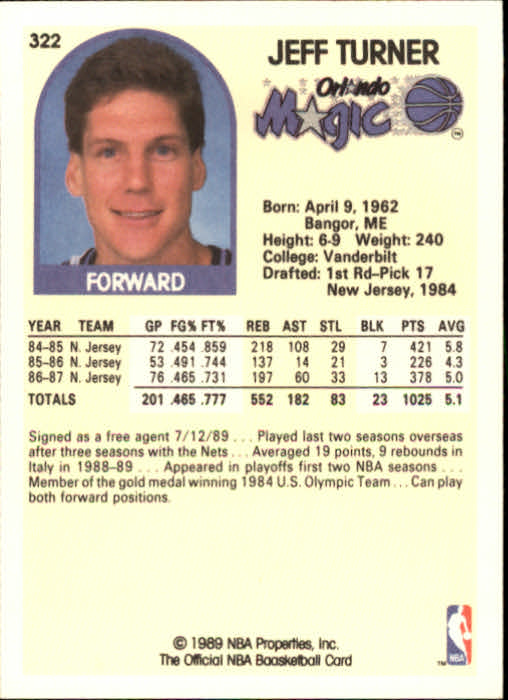 322
JEFF TURNER
Orlando
Magic
TM
Born: April 9, 1962
Bangor, ME
Height: 6-9 Weight: 240
College: Vanderbilt
Drafted: 1st Rd-Pick 17
New Jersey, 1984
FORWARD
YEAR TEAM GP FG% FT% REB AST STL BLK PTS AVG
84-85 N. Jersey 72 .454 .859 218 108 29 7 421 5.8
85-86 N. Jersey 53 .491 .744 137 14 21 3 226 4.3
86-87 N. Jersey 76 .465 .731 197 60 33 13 378 5.0
TOTALS 201 .465 .777 552 182 83 23 1025 5.1
Signed as a free agent 7/12/89 . . . Played last two seasons overseas
after three seasons with the Nets . . . Averaged 19 points, 9 rebounds in
Italy in 1988-89 . . . Appeared in playoffs first two NBA seasons . . .
Member of the gold medal winning 1984 U.S. Olympic Team . . . Can play
both forward positions.
© 1989 NBA Properties, Inc.
The Official NBA Baasketball Card
TM NBA